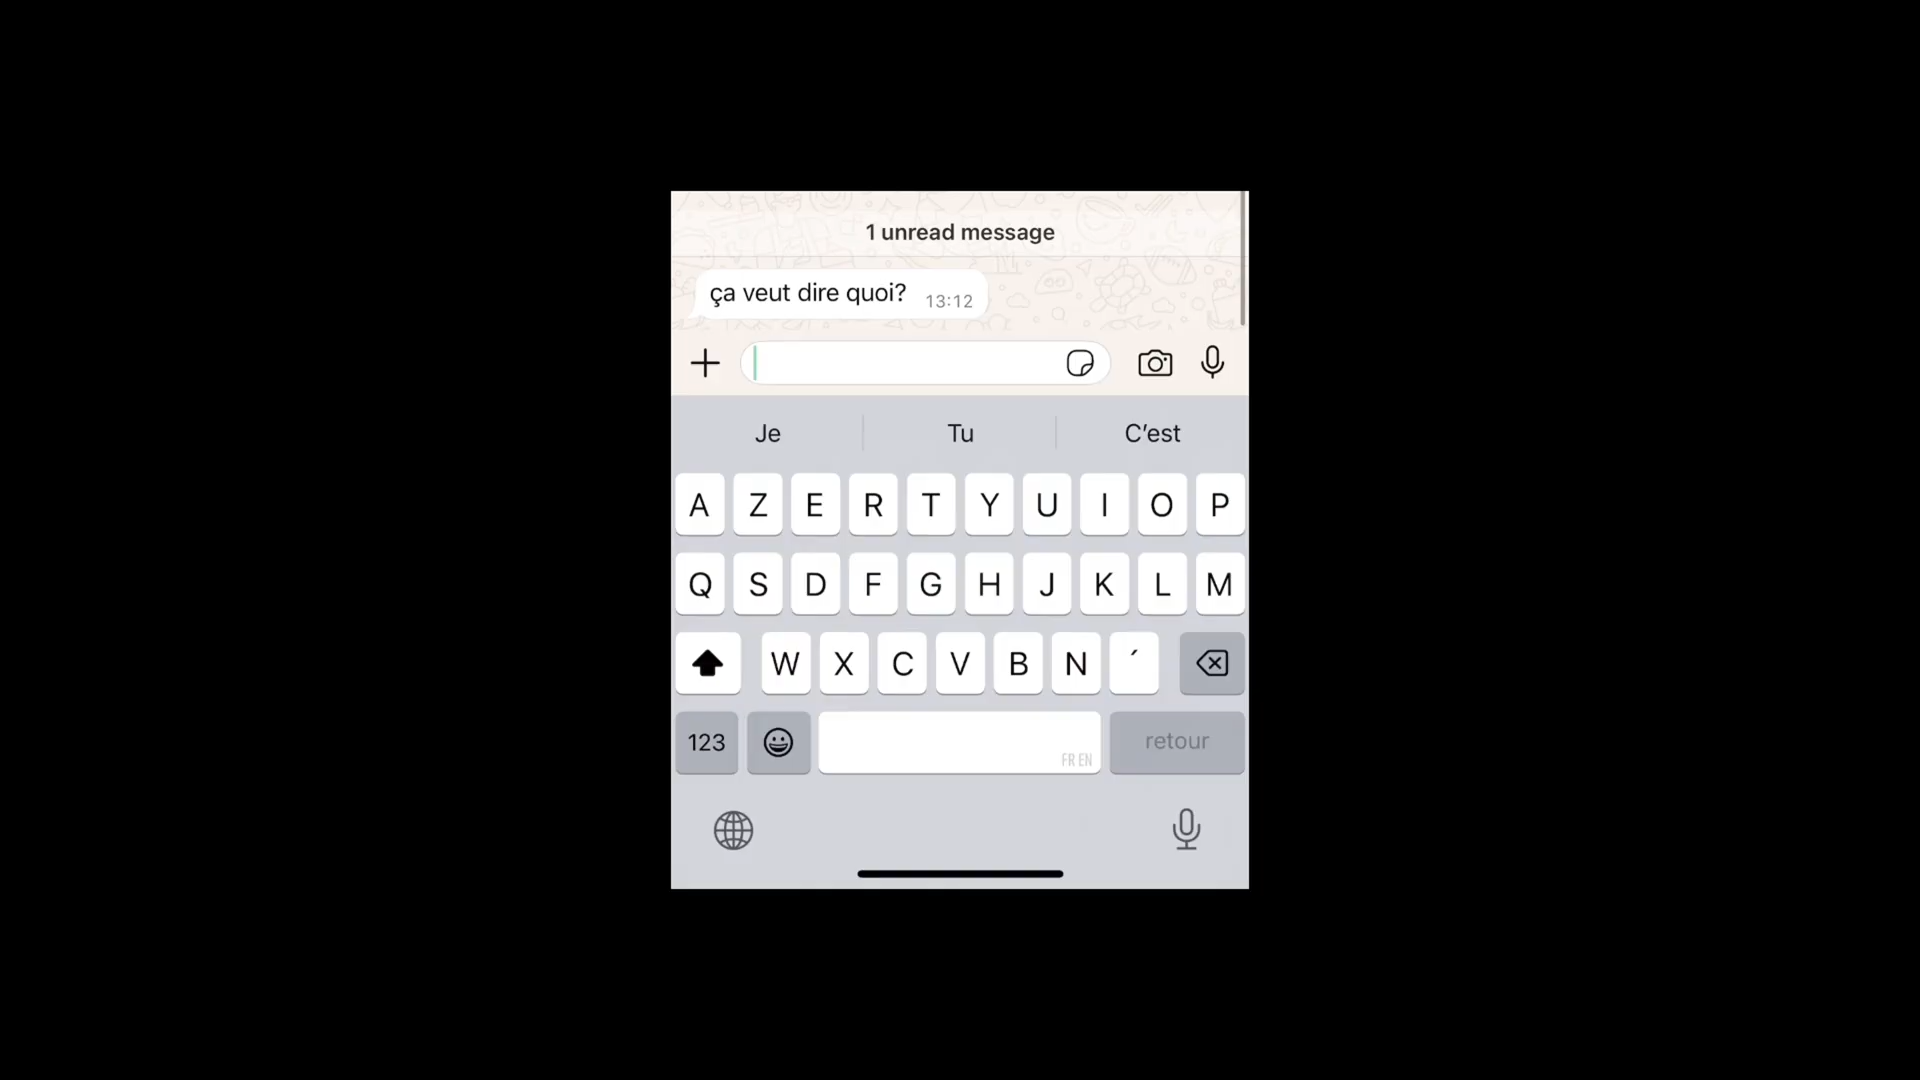 1 unread message
ça veut dire quoi? 13:12
Je Tu C'est
A Z E R T Y U I O P
Q S D F G H J K L M
W X C V B N ´
123 FR EN retour